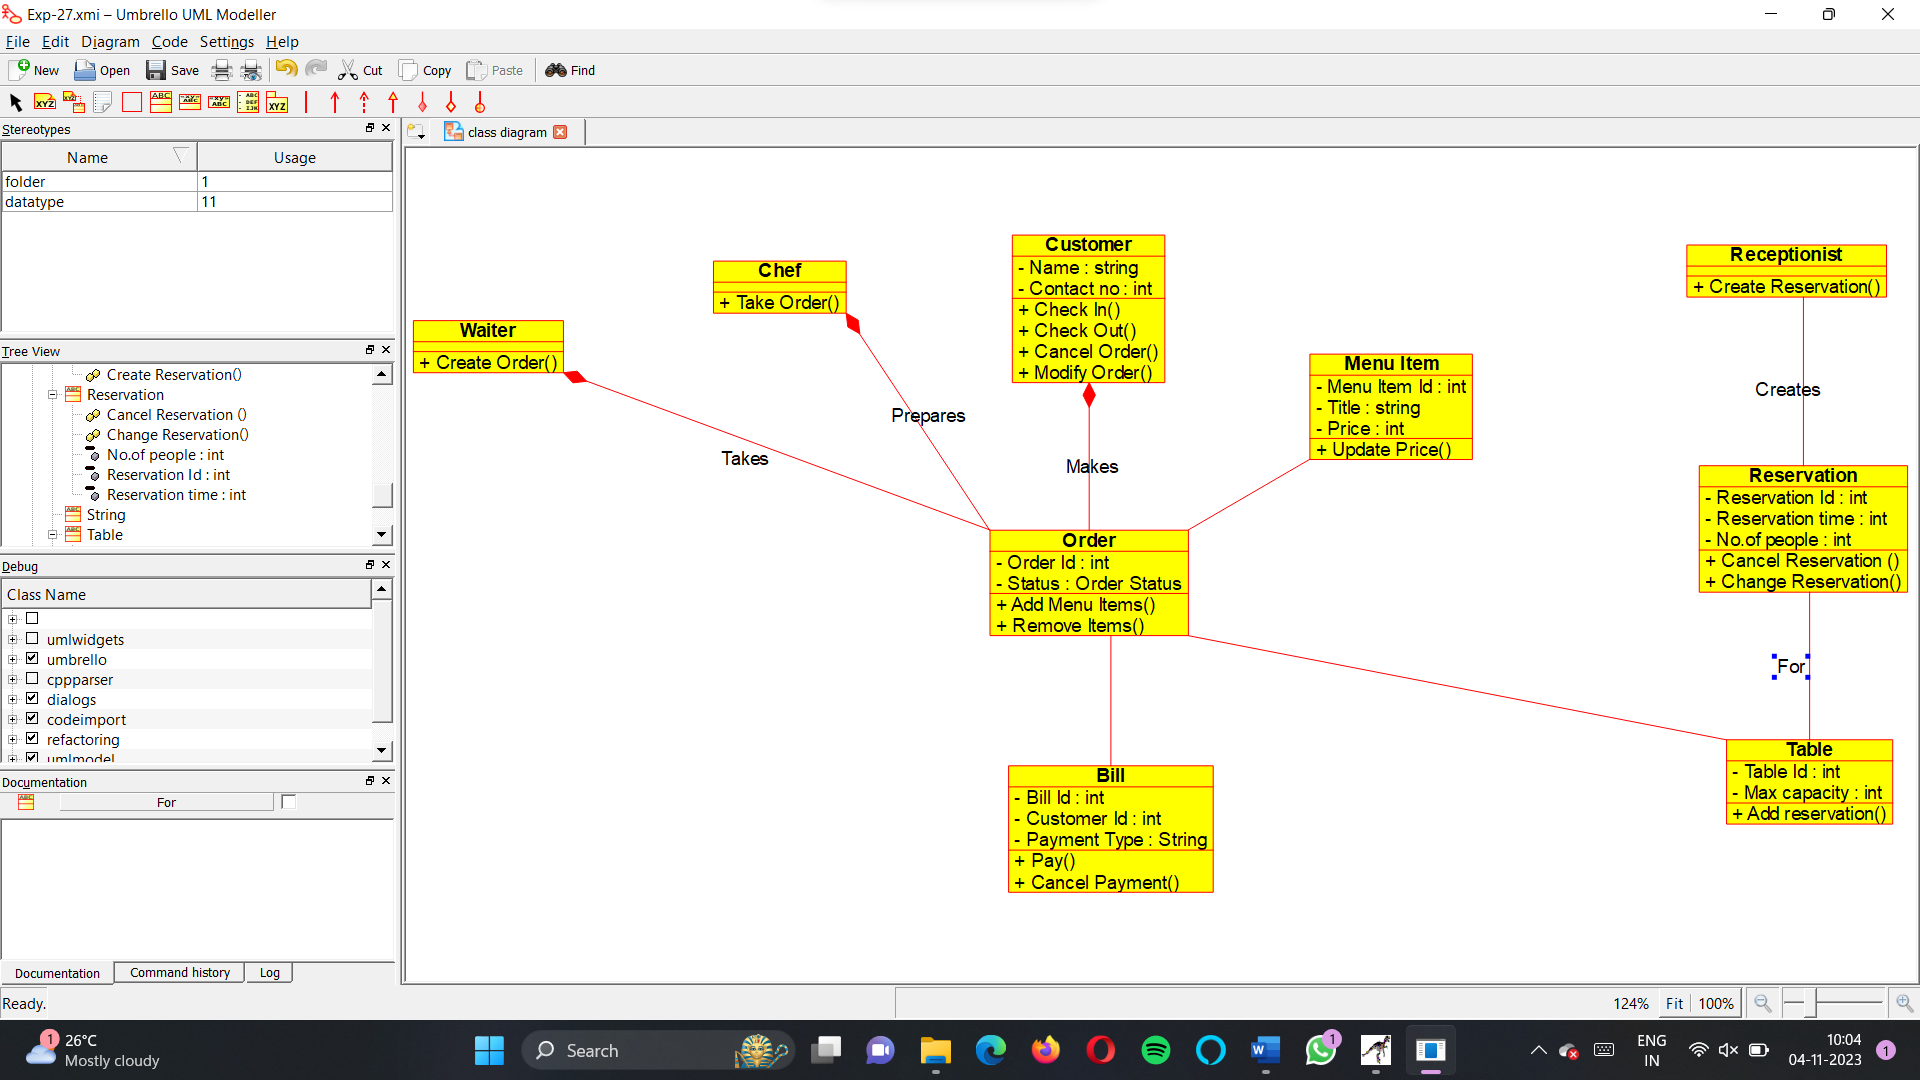 Exp-27.xmi – Umbrello UML Modeller
File Edit Diagram Code Settings Help
New Open Save Cut Copy Paste Find
Stereotypes
class diagram
Name Usage
folder 1
datatype 11
Tree View
Create Reservation()
Reservation
Cancel Reservation ()
Change Reservation()
No.of people : int
Reservation Id : int
Reservation time : int
String
Table
Debug
Class Name
umlwidgets
umbrello
cppparser
dialogs
codeimport
refactoring
umlmodel
Documentation
For
Documentation Command history Log
Ready.
Waiter
+ Create Order()
Chef
+ Take Order()
Customer
- Name : string
- Contact no : int
+ Check In()
+ Check Out()
+ Cancel Order()
+ Modify Order()
Menu Item
- Menu Item Id : int
- Title : string
- Price : int
+ Update Price()
Receptionist
+ Create Reservation()
Creates
Prepares
Takes
Makes
Reservation
- Reservation Id : int
- Reservation time : int
- No.of people : int
+ Cancel Reservation ()
+ Change Reservation()
Order
- Order Id : int
- Status : Order Status
+ Add Menu Items()
+ Remove Items()
For
Table
- Table Id : int
- Max capacity : int
+ Add reservation()
Bill
- Bill Id : int
- Customer Id : int
- Payment Type : String
+ Pay()
+ Cancel Payment()
124% Fit 100%
1
26°C
Mostly cloudy
Search
1
ENG
IN
10:04
04-11-2023
1